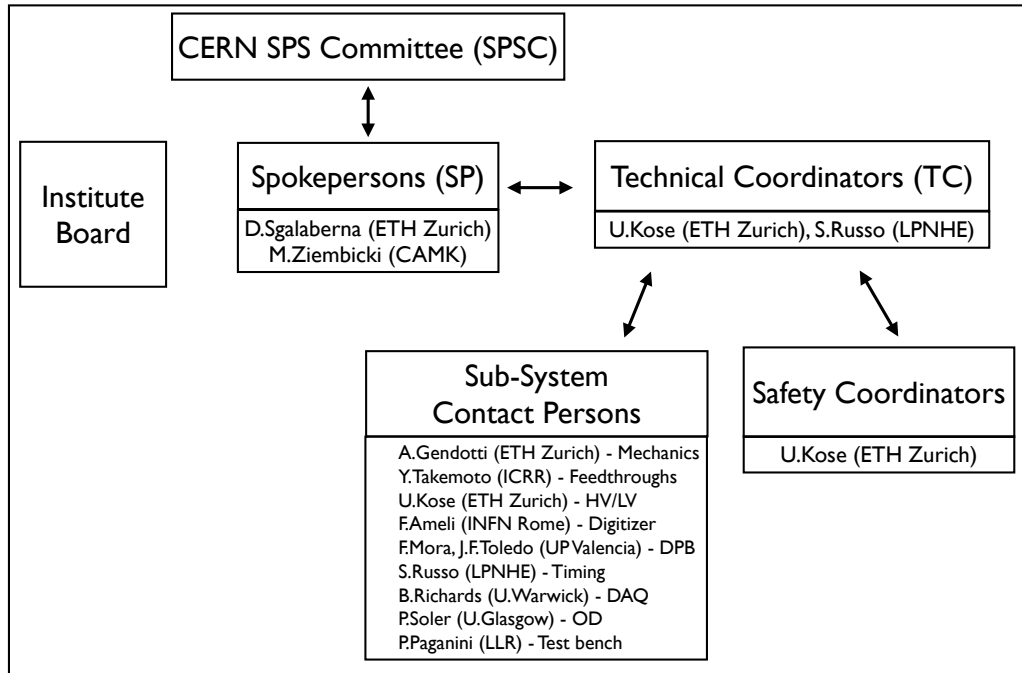 CERN SPS Committee (SPSC)
Institute
Board
Spokepersons (SP)
D.Sgalaberna (ETH Zurich)
M.Ziembicki (CAMK)
Technical Coordinators (TC)
U.Kose (ETH Zurich), S.Russo (LPNHE)
Sub-System
Contact Persons
A.Gendotti (ETH Zurich) - Mechanics
Y.Takemoto (ICRR) - Feedthroughs
U.Kose (ETH Zurich) - HV/LV
F.Ameli (INFN Rome) - Digitizer
F.Mora, J.F.Toledo (UP Valencia) - DPB
S.Russo (LPNHE) - Timing
B.Richards (U.Warwick) - DAQ
P.Soler (U.Glasgow) - OD
P.Paganini (LLR) - Test bench
Safety Coordinators
U.Kose (ETH Zurich)